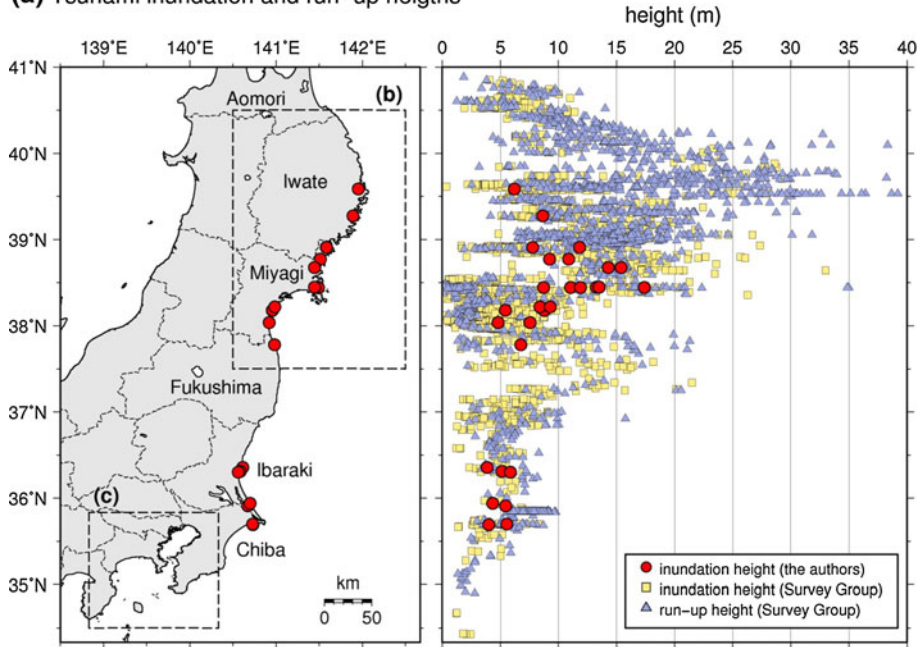 (a) Tsunami inundation and run-up heigths
height (m)
139°E 140°E 141°E 142°E
0 5 10 15 20 25 30 35 40
41°N
40°N
39°N
38°N
37°N
36°N
35°N
Aomori
(b)
Iwate
Miyagi
Fukushima
Ibaraki
(c)
Chiba
km
0 50
inundation height (the authors)
inundation height (Survey Group)
run-up height (Survey Group)